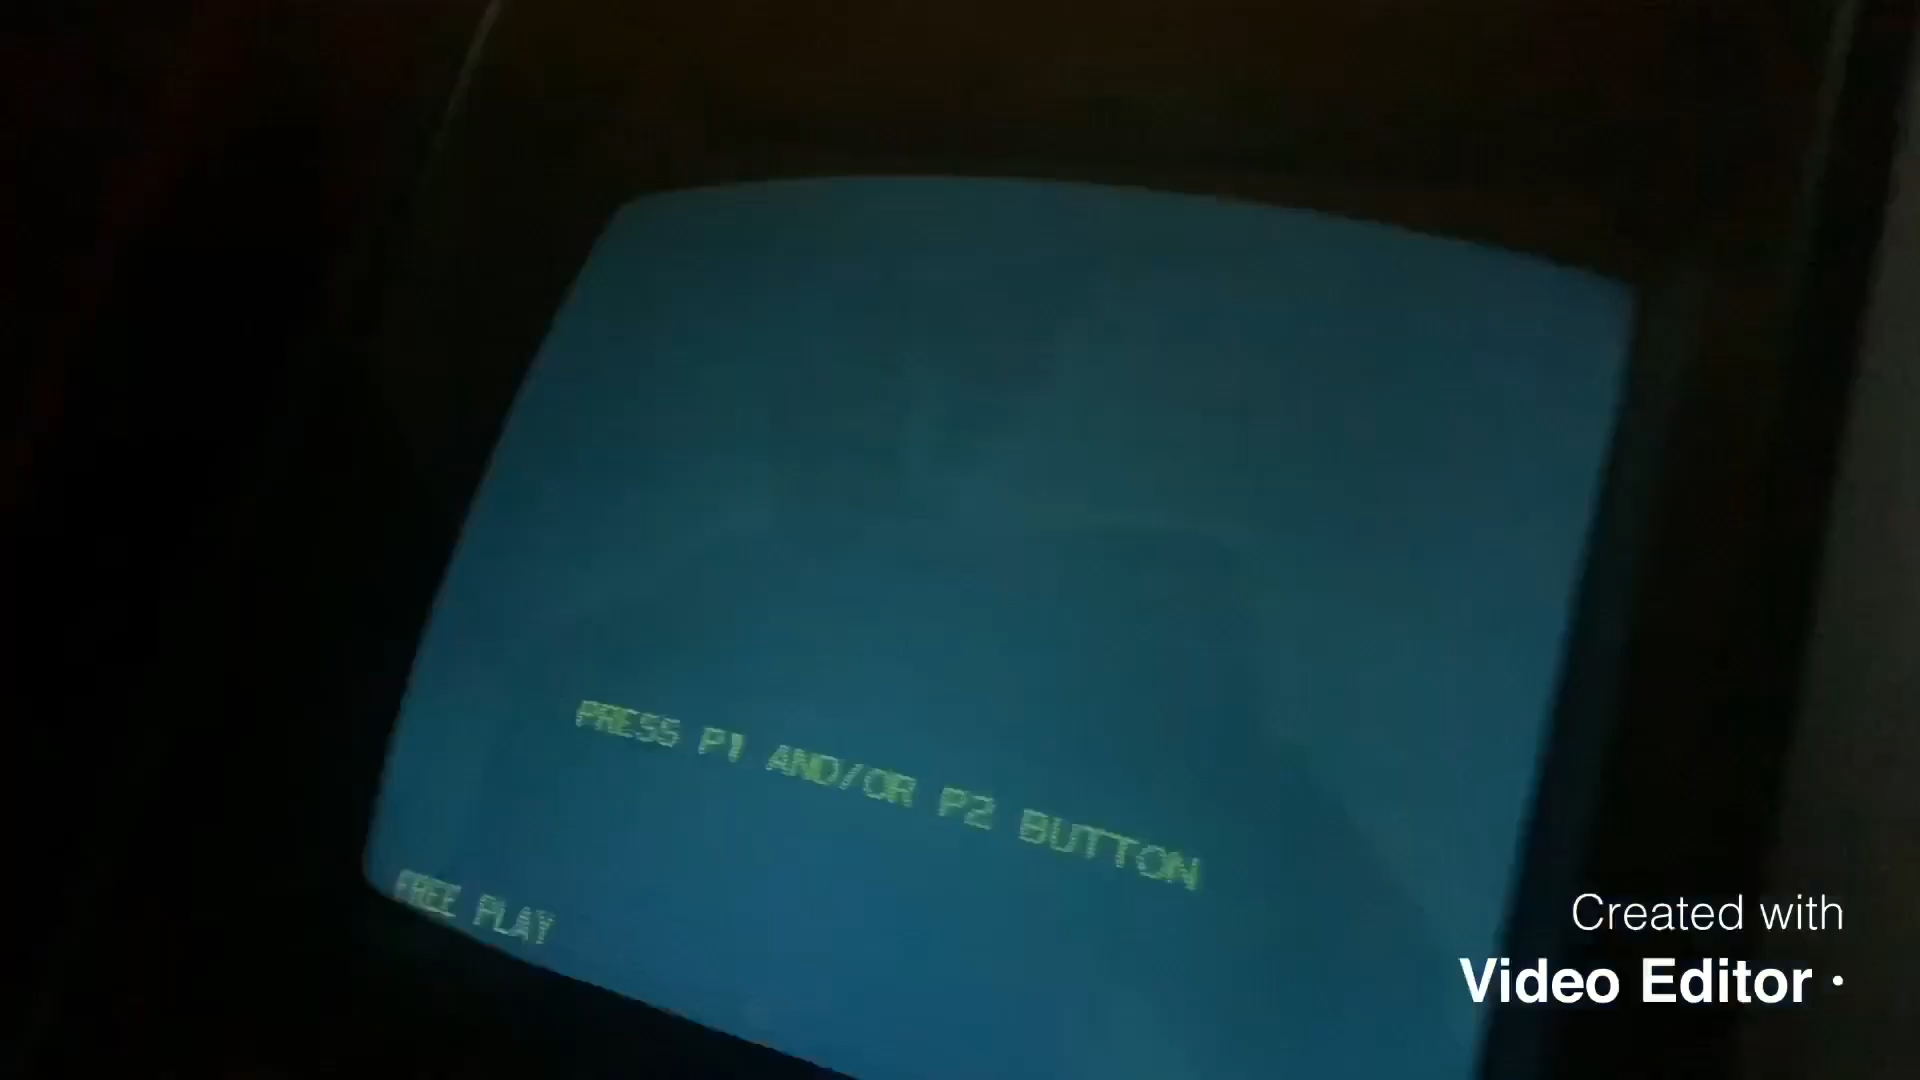 PRESS P1 AND/OR P2 BUTTON
FREE PLAY
Created with
Video Editor ·